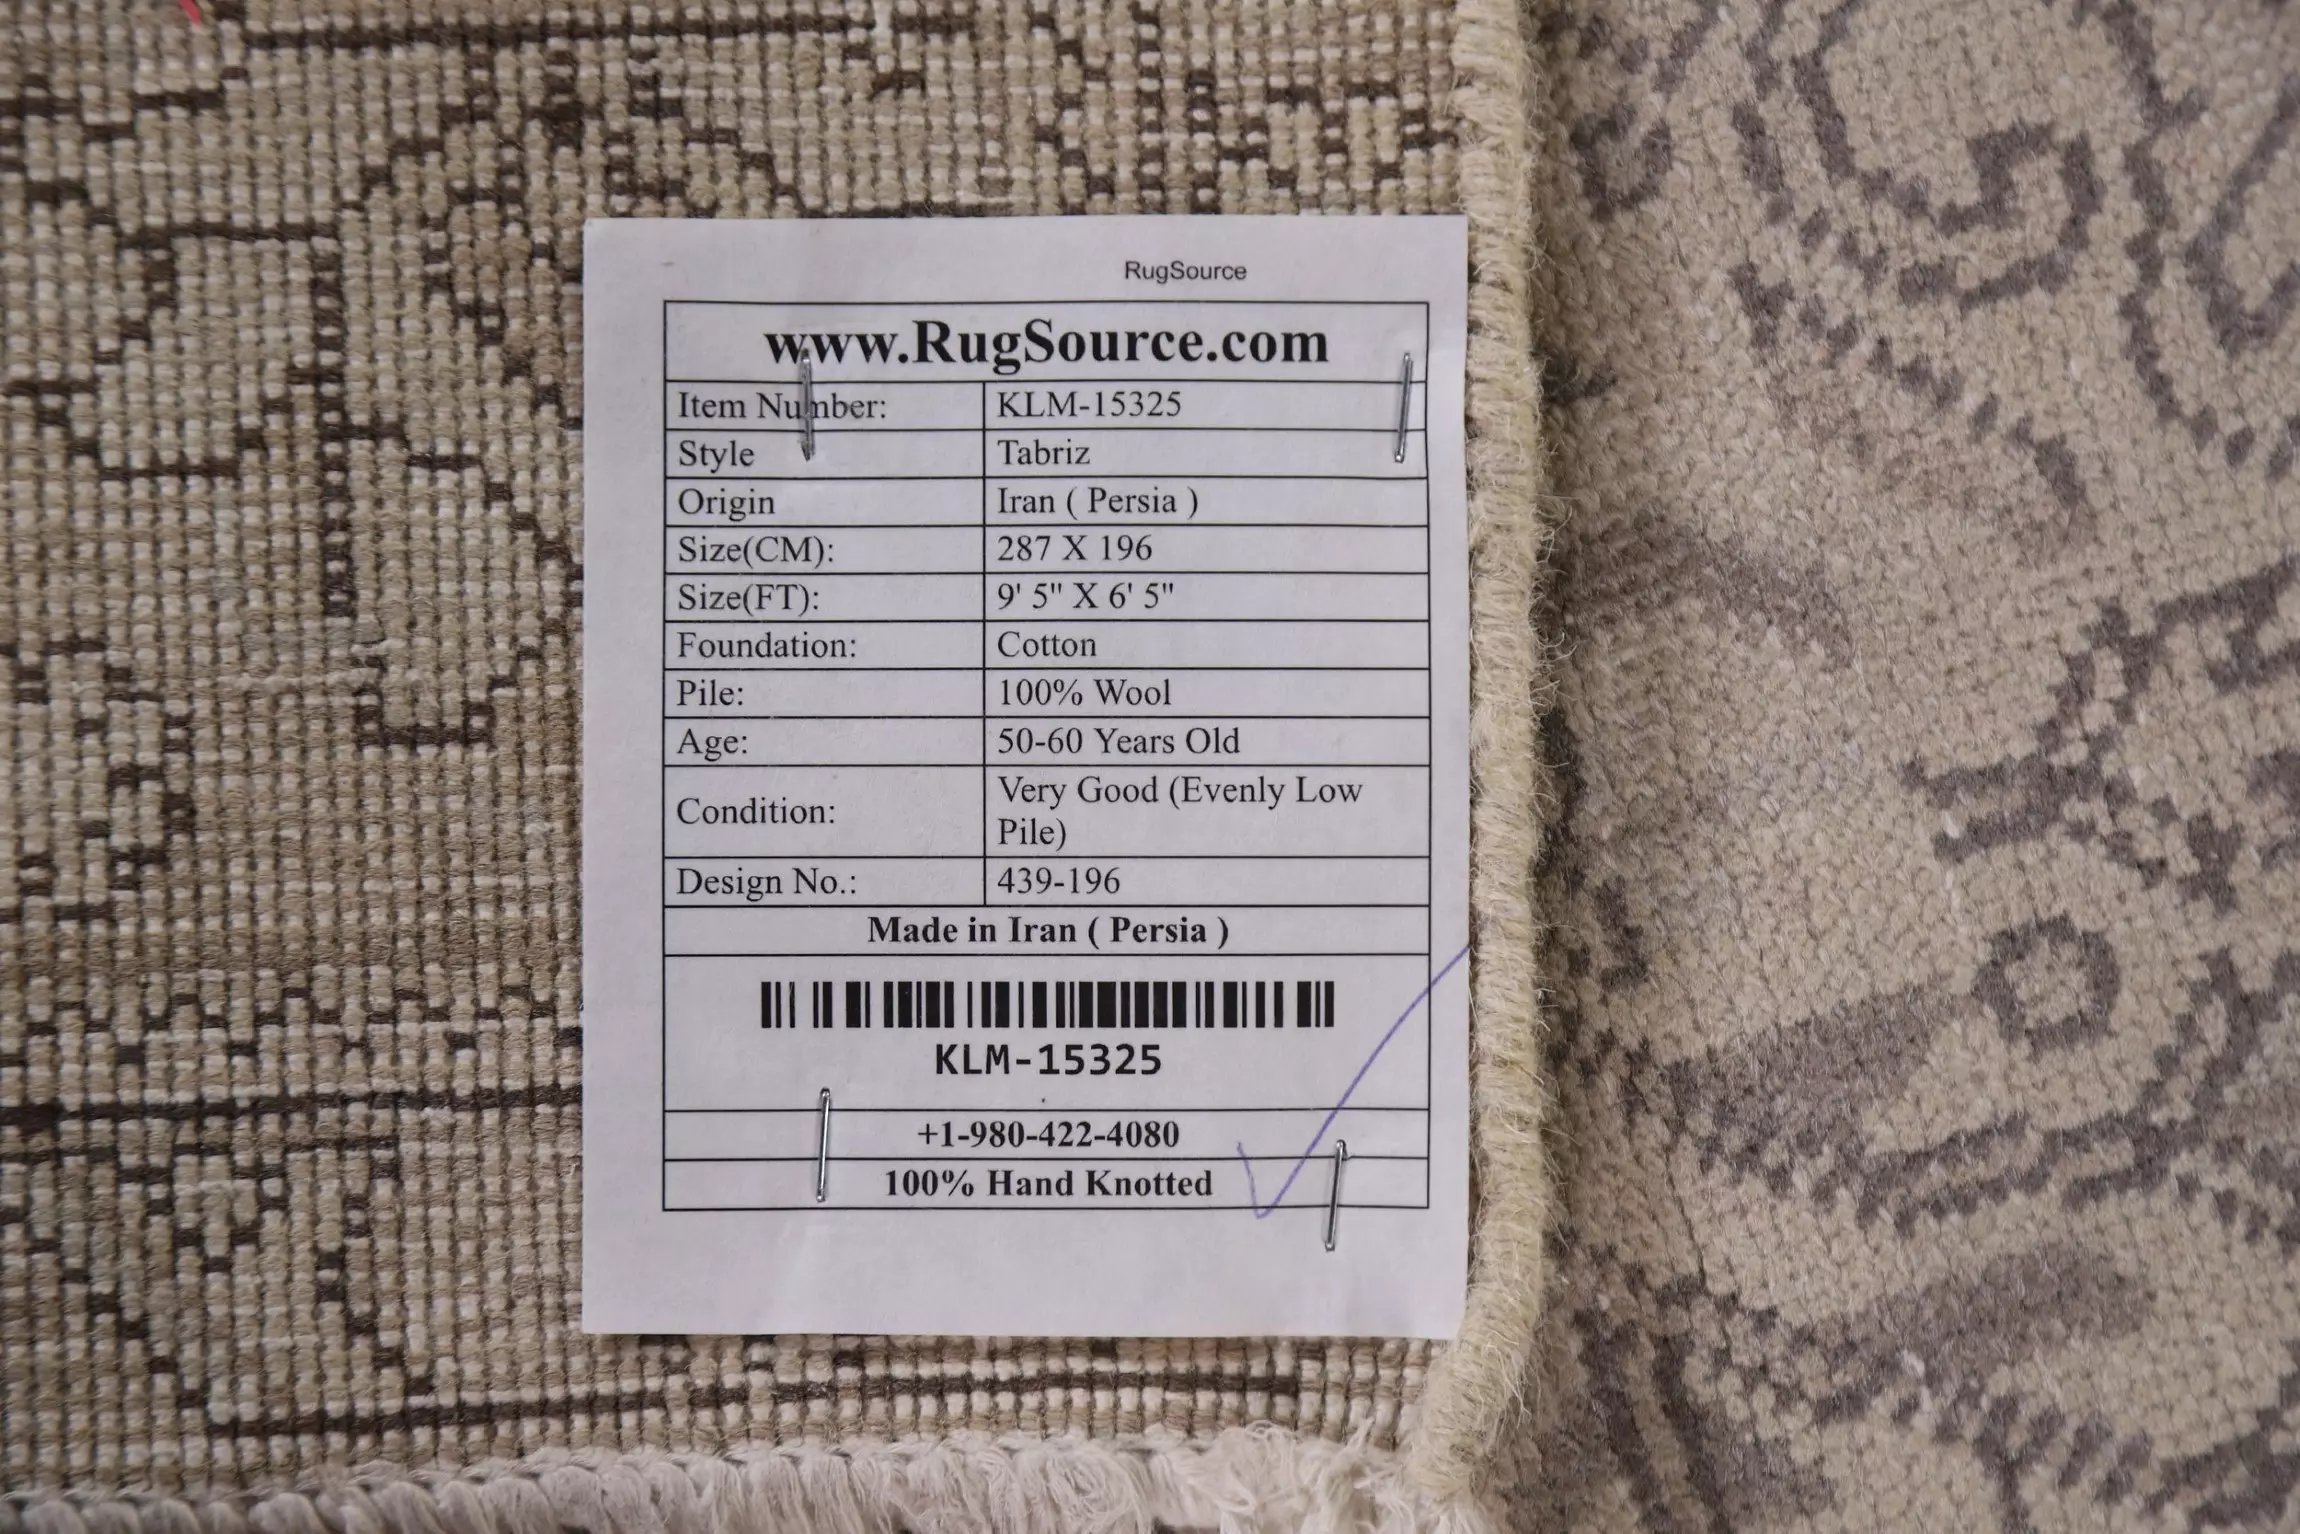 RugSource
www.RugSource.com
Item Number: KLM-15325
Style Tabriz
Origin Iran ( Persia )
Size(CM): 287 X 196
Size(FT): 9' 5" X 6' 5"
Foundation: Cotton
Pile: 100% Wool
Age: 50-60 Years Old
Condition: Very Good (Evenly Low
Pile)
Design No.: 439-196
Made in Iran ( Persia )
KLM-15325
+1-980-422-4080
100% Hand Knotted